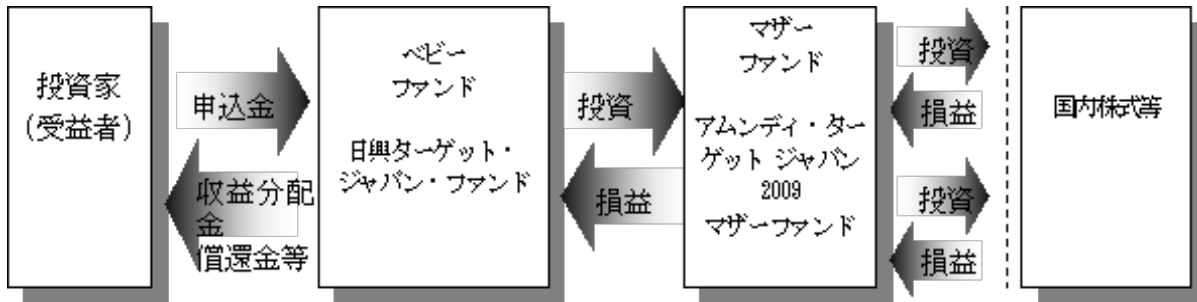 投資家
(受益者)
申込金
収益分配
金
償還金等
ベビー
ファンド
日興ターゲット・
ジャパン・ファンド
投資
損益
マザー
ファンド
アムンディ・ター
ゲット ジャパン
2009
マザーファンド
投資
損益
投資
損益
国内株式等